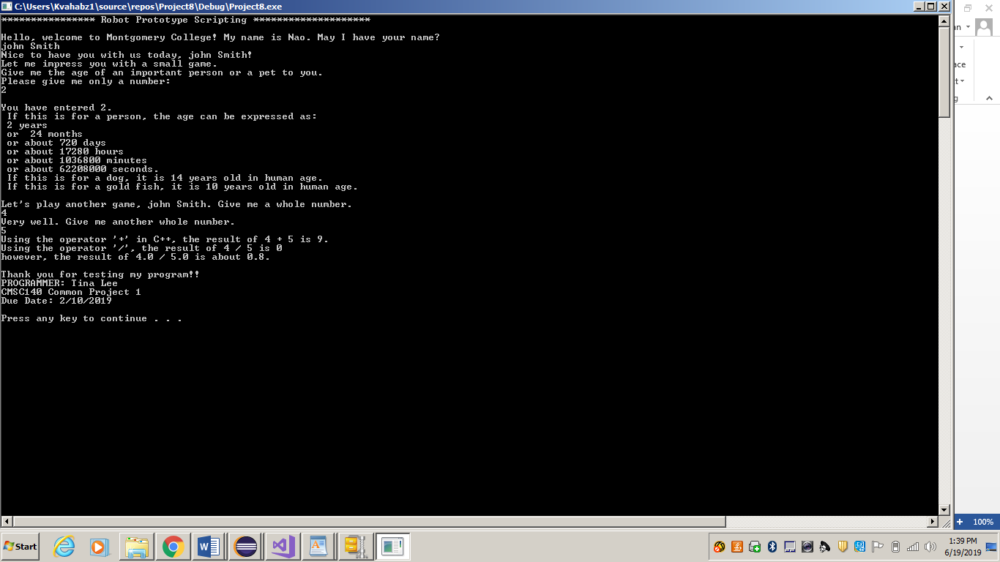 C:\Users\Kvahabz1\source\repos\Project8\Debug\Project8.exe
**************** Robot Prototype Scripting ********************
Hello, welcome to Montgomery College! My name is Nao. May I have your name?
john Smith
Nice to have you with us today, john Smith!
Let me impress you with a small game.
Give me the age of an important person or a pet to you.
Please give me only a number:
2
You have entered 2.
If this is for a person, the age can be expressed as:
2 years
or  24 months
or about 720 days
or about 17280 hours
or about 1036800 minutes
or about 62208000 seconds.
If this is for a dog, it is 14 years old in human age.
If this is for a gold fish, it is 10 years old in human age.
Let's play another game, john Smith. Give me a whole number.
4
Very well. Give me another whole number.
5
Using the operator '+' in C++, the result of 4 + 5 is 9.
Using the operator '/', the result of 4 / 5 is 0
however, the result of 4.0 / 5.0 is about 0.8.
Thank you for testing my program!!
PROGRAMMER: Tina Lee
CMSC140 Common Project 1
Due Date: 2/10/2019
Press any key to continue . . .
an
ace
ct
g
+ 100%
Start
1:39 PM
6/19/2019